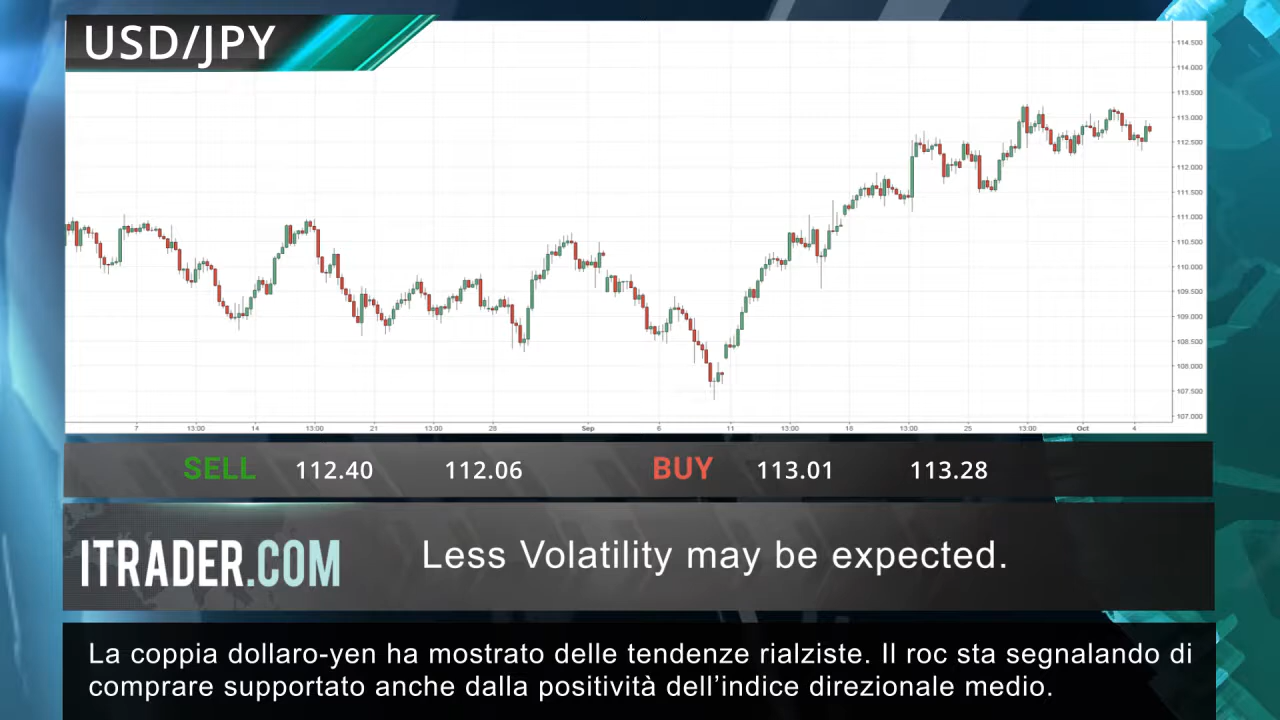 USD/JPY
114.500
114.000
113.500
113.000
112.500
112.000
111.500
111.000
110.500
110.000
109.500
109.000
108.500
108.000
107.500
107.000
7 13:00 14 13:00 21 13:00 28 Sep 6 11 13:00 16 13:00 25 13:00 Oct 4
SELL 112.40 112.06 BUY 113.01 113.28
ITRADER.COM
Less Volatility may be expected.
La coppia dollaro-yen ha mostrato delle tendenze rialziste. Il roc sta segnalando di
comprare supportato anche dalla positività dell’indice direzionale medio.